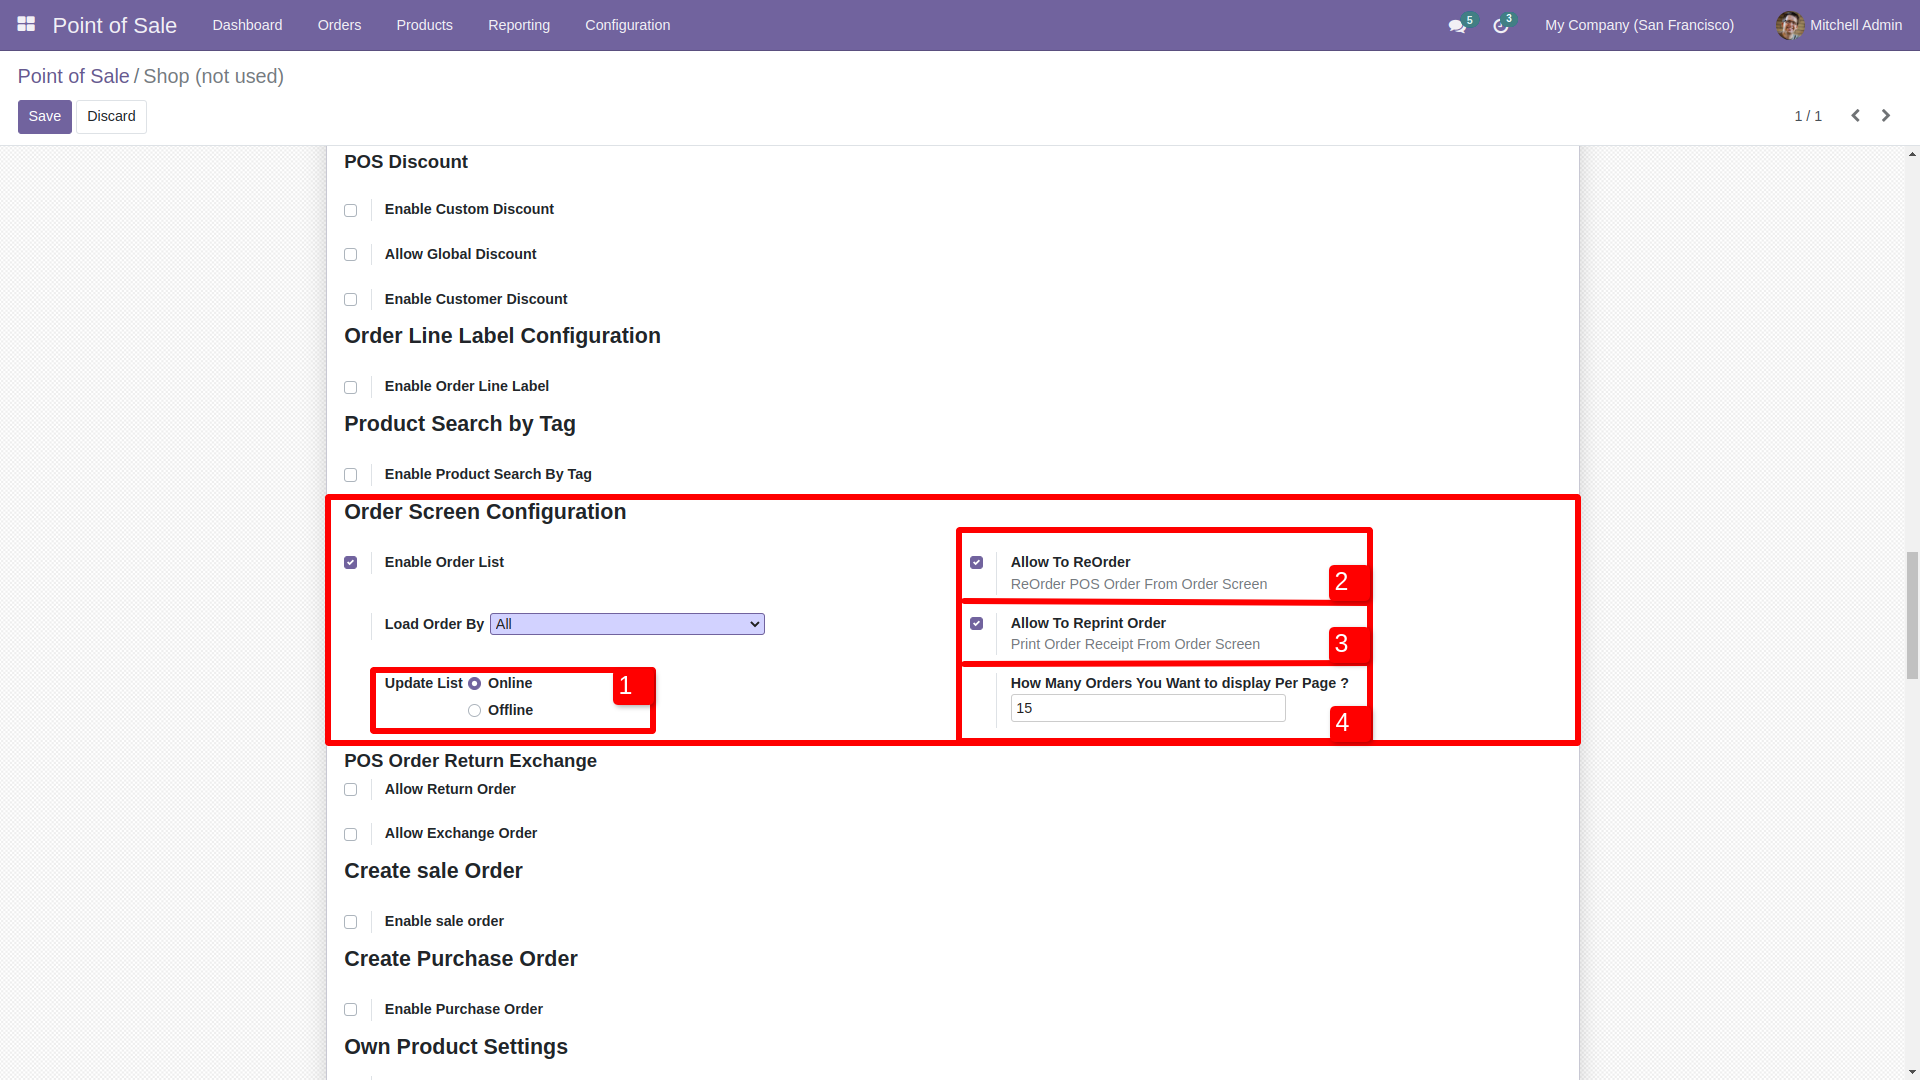 Point of Sale Dashboard Orders Products Reporting Configuration 5 3 My Company (San Francisco) Mitchell Admin
Point of Sale / Shop (not used)
Save Discard 1 / 1
POS Discount
Enable Custom Discount
Allow Global Discount
Enable Customer Discount
Order Line Label Configuration
Enable Order Line Label
Product Search by Tag
Enable Product Search By Tag
Order Screen Configuration
Enable Order List
Allow To ReOrder
ReOrder POS Order From Order Screen
2
Load Order By All
Allow To Reprint Order
Print Order Receipt From Order Screen
3
Update List Online
Offline
1
How Many Orders You Want to display Per Page ?
15
4
POS Order Return Exchange
Allow Return Order
Allow Exchange Order
Create sale Order
Enable sale order
Create Purchase Order
Enable Purchase Order
Own Product Settings